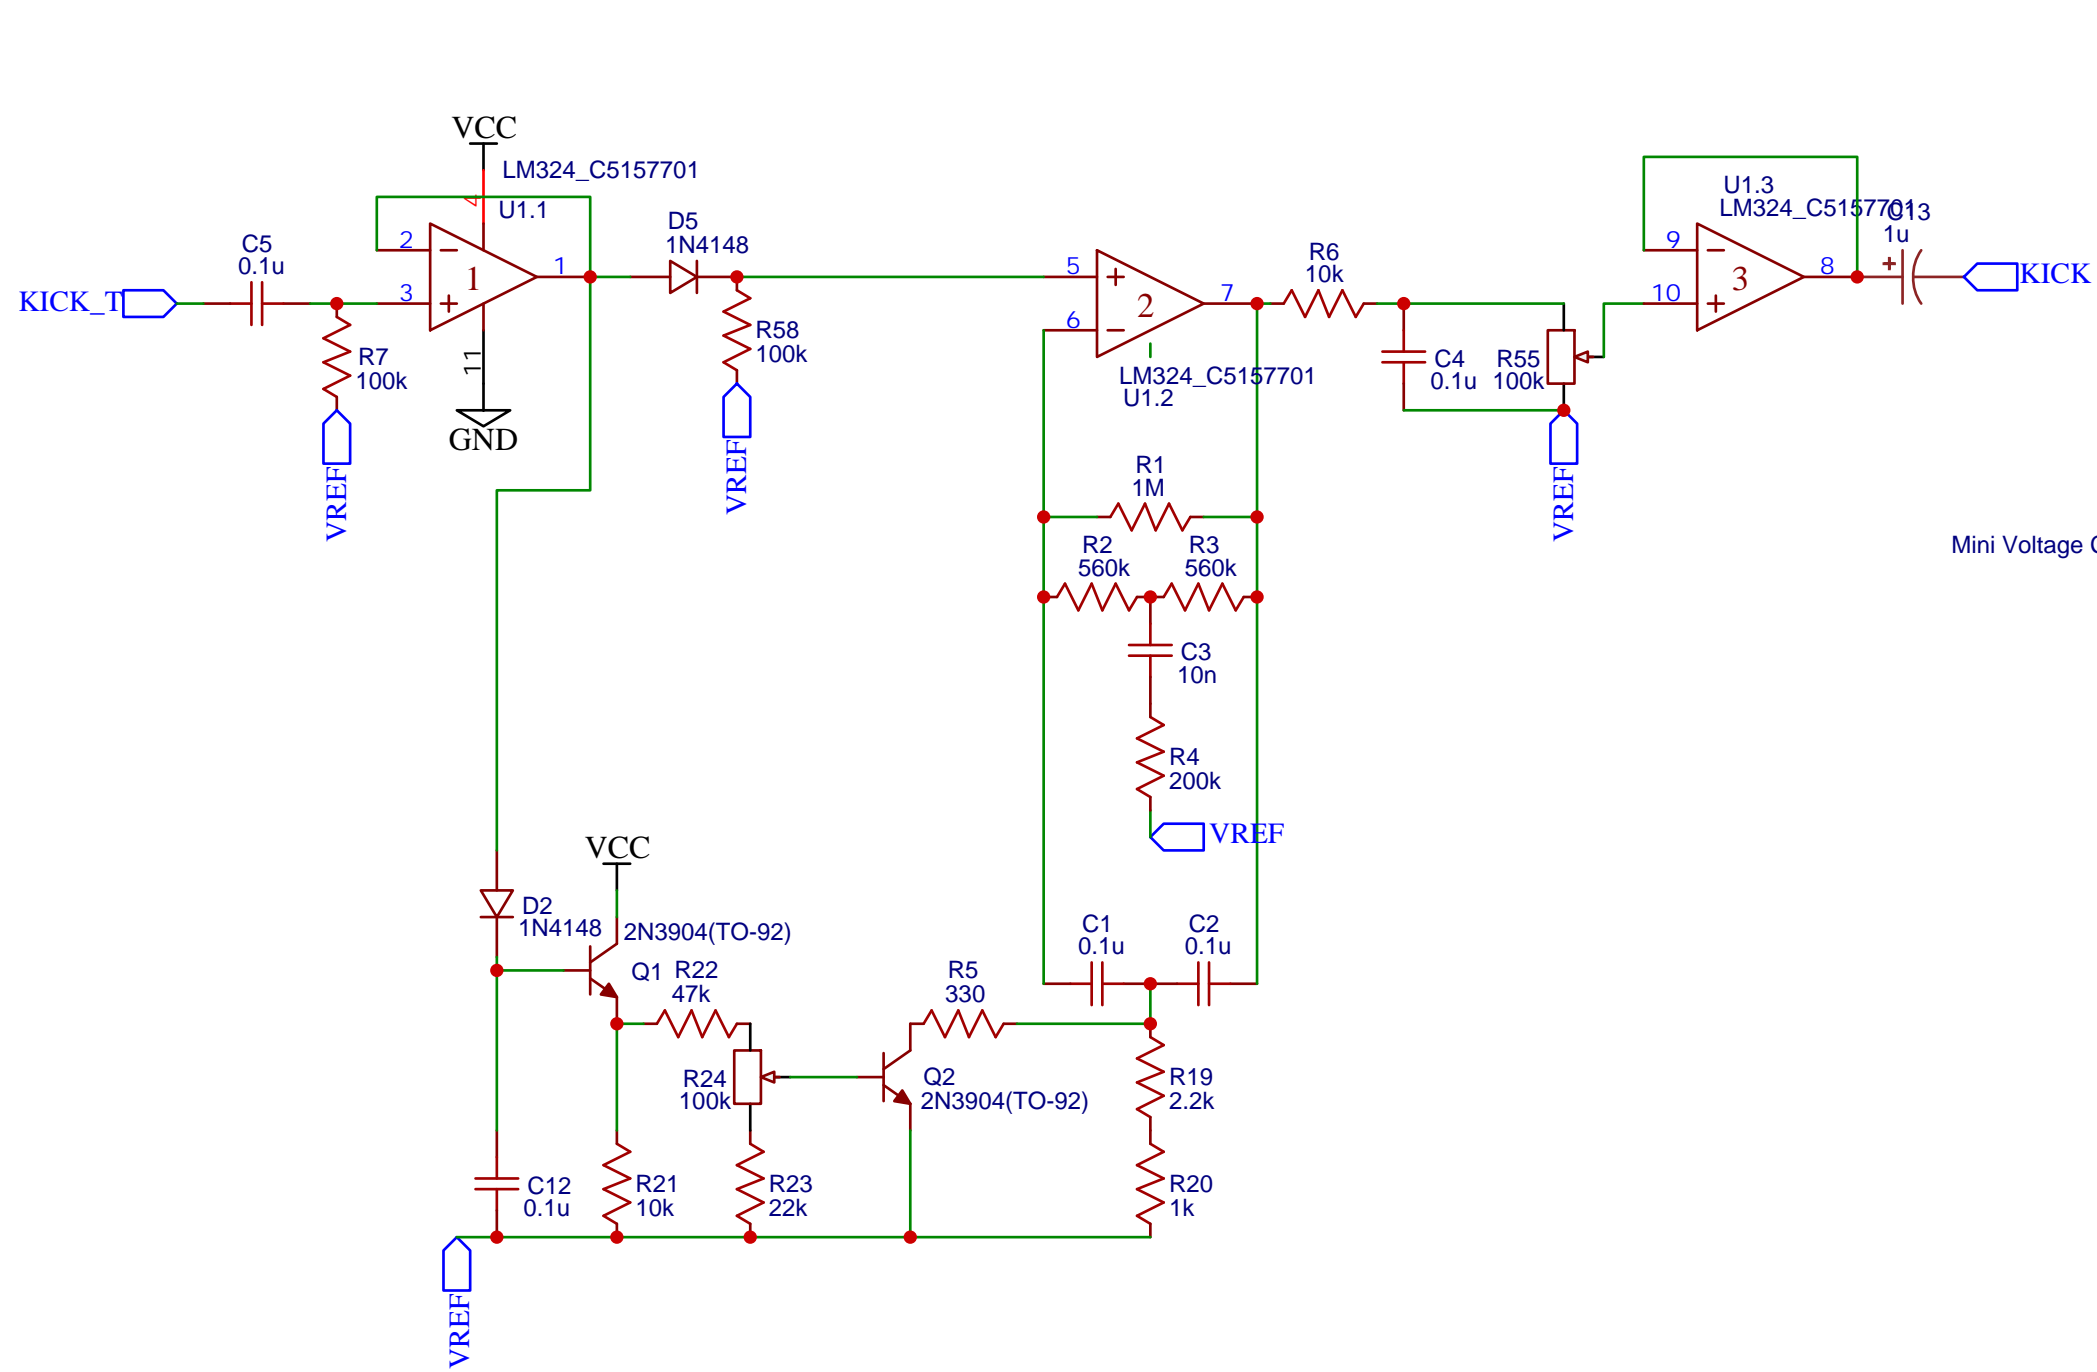 VCC
LM324_C5157701
4
U1.1
2
1
1
3
C5
0.1u
KICK_T
R7
100k
VREF
11
GND
D5
1N4148
R58
100k
VREF
5
2
7
6
LM324_C5157701
U1.2
R6
10k
C4
0.1u
R55
100k
VREF
U1.3
LM324_C5157701
9
3
8
10
C13
1u
+
KICK
R1
1M
R2
560k
R3
560k
C3
10n
R4
200k
VREF
Mini Voltage
VCC
D2
1N4148
2N3904(TO-92)
Q1
R22
47k
R5
330
C1
0.1u
C2
0.1u
R24
100k
Q2
2N3904(TO-92)
R19
2.2k
C12
0.1u
R21
10k
R23
22k
R20
1k
VREF